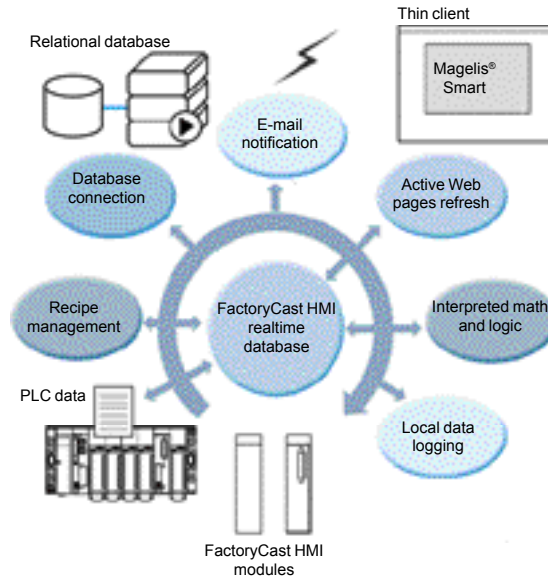 Thin client
Relational database
Magelis®
Smart
E-mail
notification
Database
connection
Active Web
pages refresh
Recipe
management
FactoryCast HMI
realtime
database
Interpreted math
and logic
PLC data
Local data
logging
FactoryCast HMI
modules